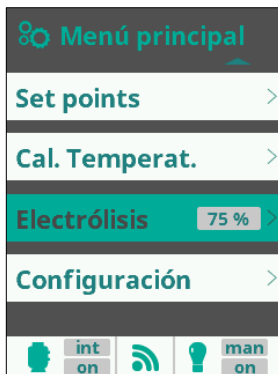 Menú principal
Set points
Cal. Temperat.
Electrólisis 75 %
Configuración
int man
on on